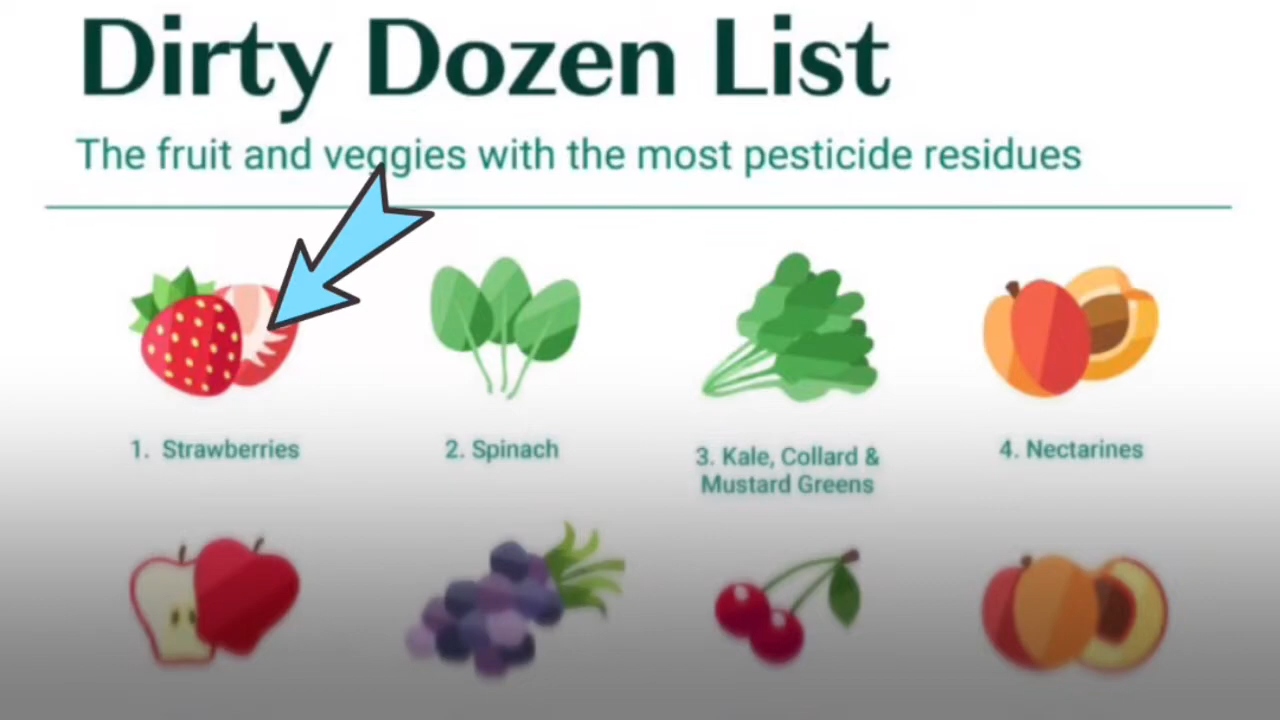 Dirty Dozen List
The fruit and veggies with the most pesticide residues
1. Strawberries
2. Spinach
3. Kale, Collard &
Mustard Greens
4. Nectarines